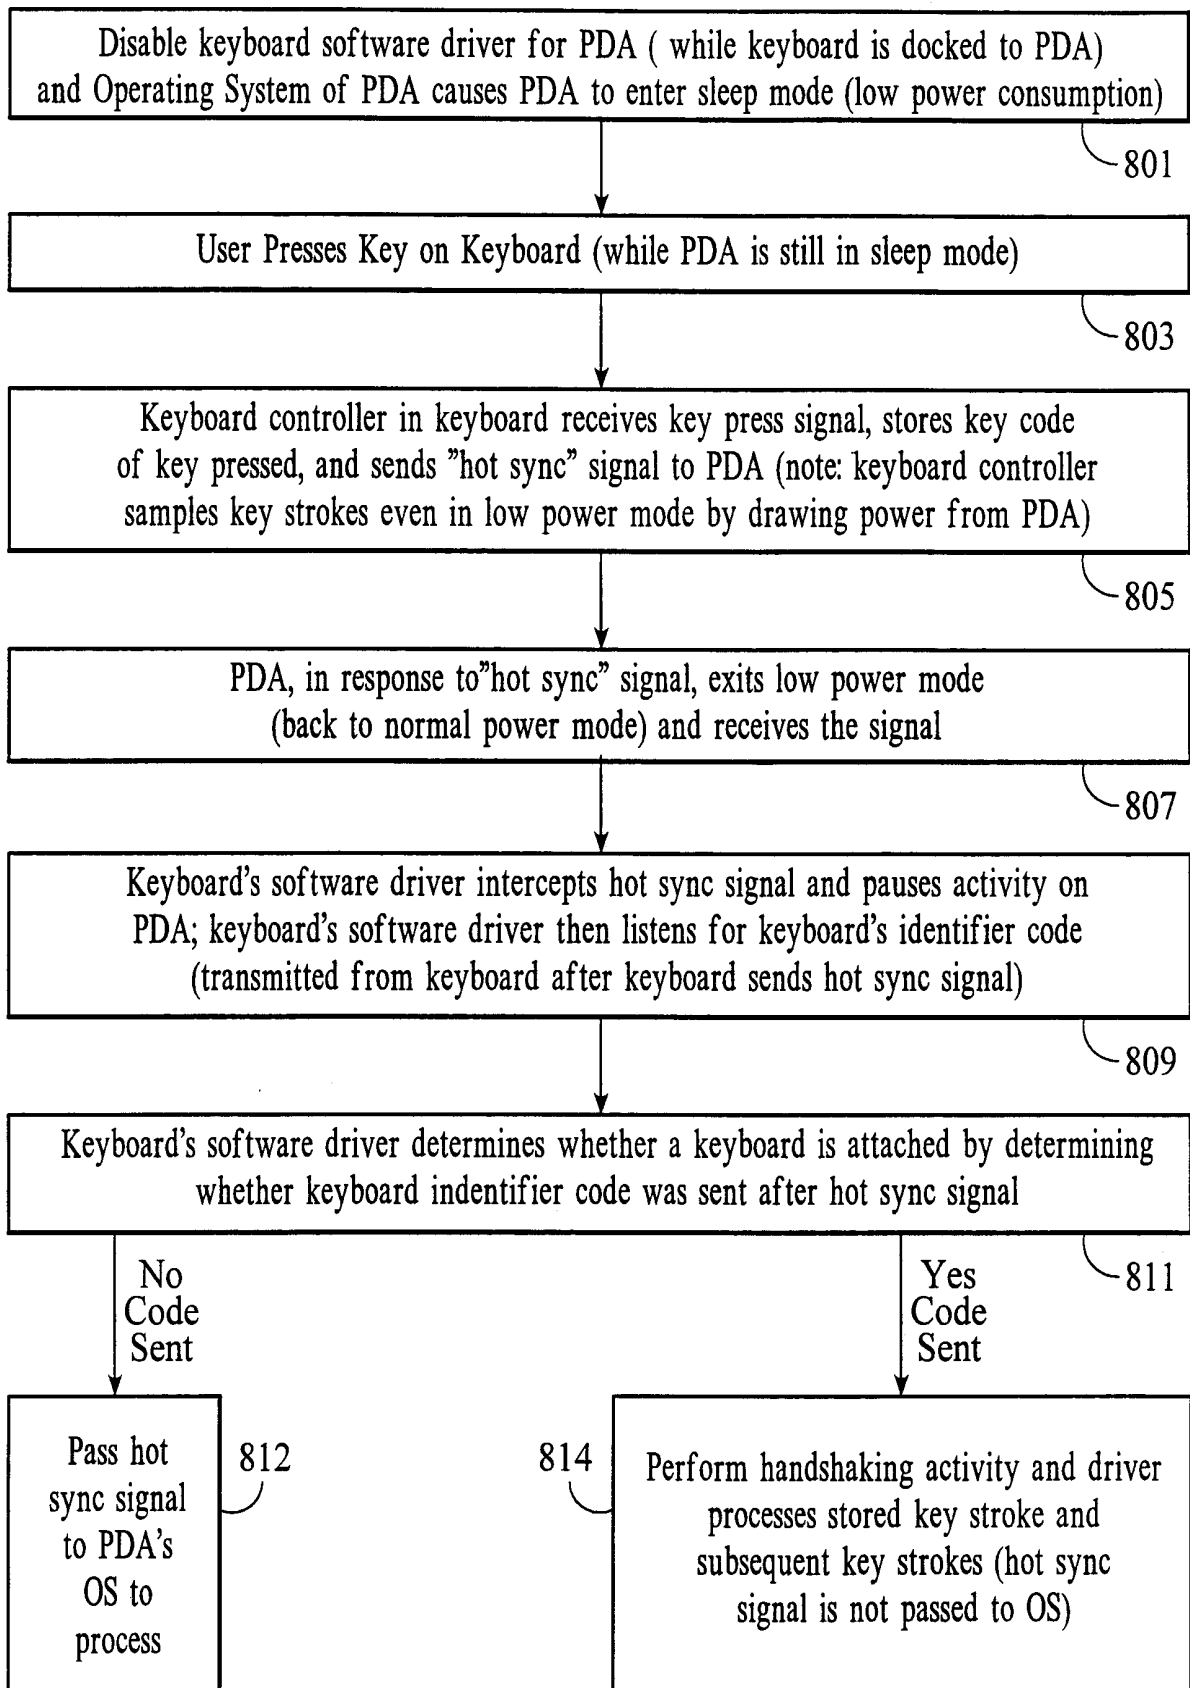 Disable keyboard software driver for PDA ( while keyboard is docked to PDA)
and Operating System of PDA causes PDA to enter sleep mode (low power consumption)
801
User Presses Key on Keyboard (while PDA is still in sleep mode)
803
Keyboard controller in keyboard receives key press signal, stores key code
of key pressed, and sends "hot sync" signal to PDA (note: keyboard controller
samples key strokes even in low power mode by drawing power from PDA)
805
PDA, in response to"hot sync" signal, exits low power mode
(back to normal power mode) and receives the signal
807
Keyboard's software driver intercepts hot sync signal and pauses activity on
PDA; keyboard's software driver then listens for keyboard's identifier code
(transmitted from keyboard after keyboard sends hot sync signal)
809
Keyboard's software driver determines whether a keyboard is attached by determining
whether keyboard indentifier code was sent after hot sync signal
811
No
Code
Sent
Yes
Code
Sent
Pass hot
sync signal
to PDA's
OS to
process
812
814
Perform handshaking activity and driver
processes stored key stroke and
subsequent key strokes (hot sync
signal is not passed to OS)